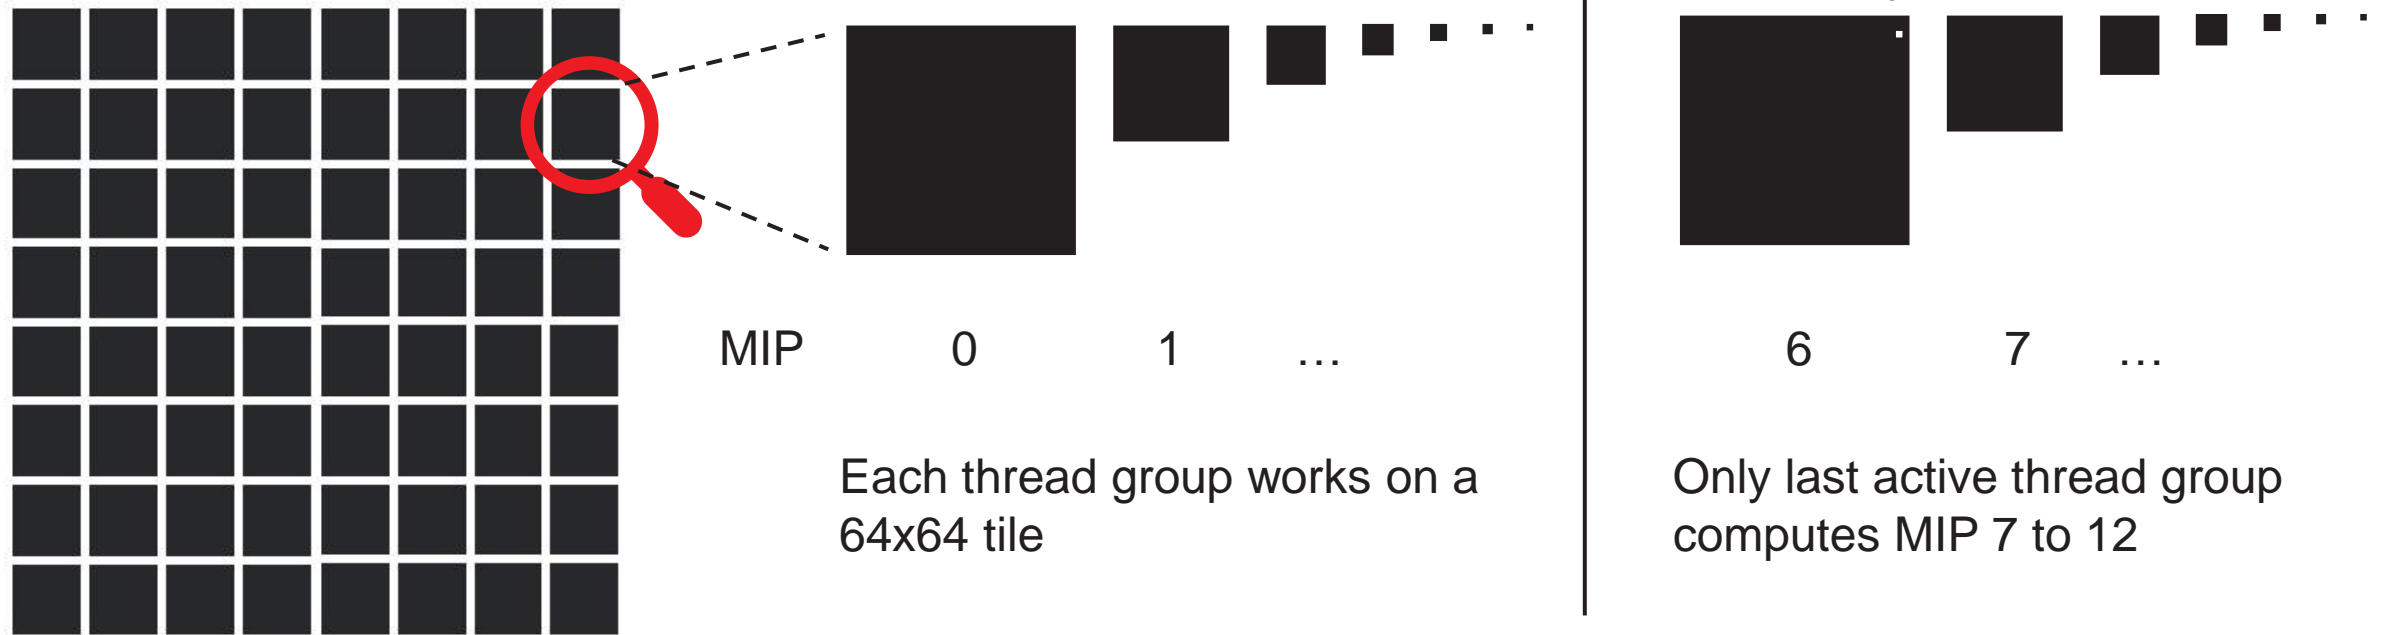 MIP 0 1 ... 6 7 ...
Each thread group works on a
64x64 tile
Only last active thread group
computes MIP 7 to 12